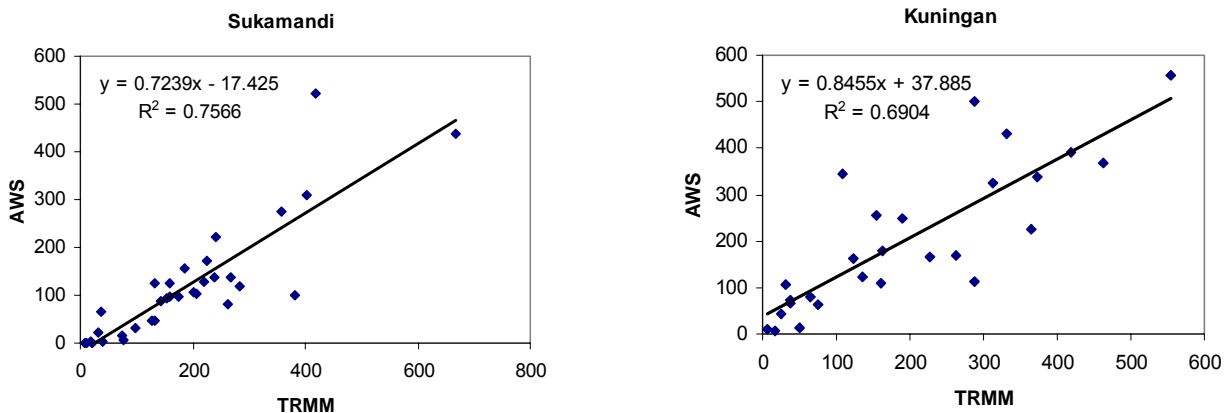 Sukamandi
y = 0.7239x - 17.425
R² = 0.7566
600
500
400
300
200
100
0
AWS
0 200 400 600 800
TRMM
Kuningan
y = 0.8455x + 37.885
R² = 0.6904
600
500
400
300
200
100
0
AWS
0 100 200 300 400 500 600
TRMM